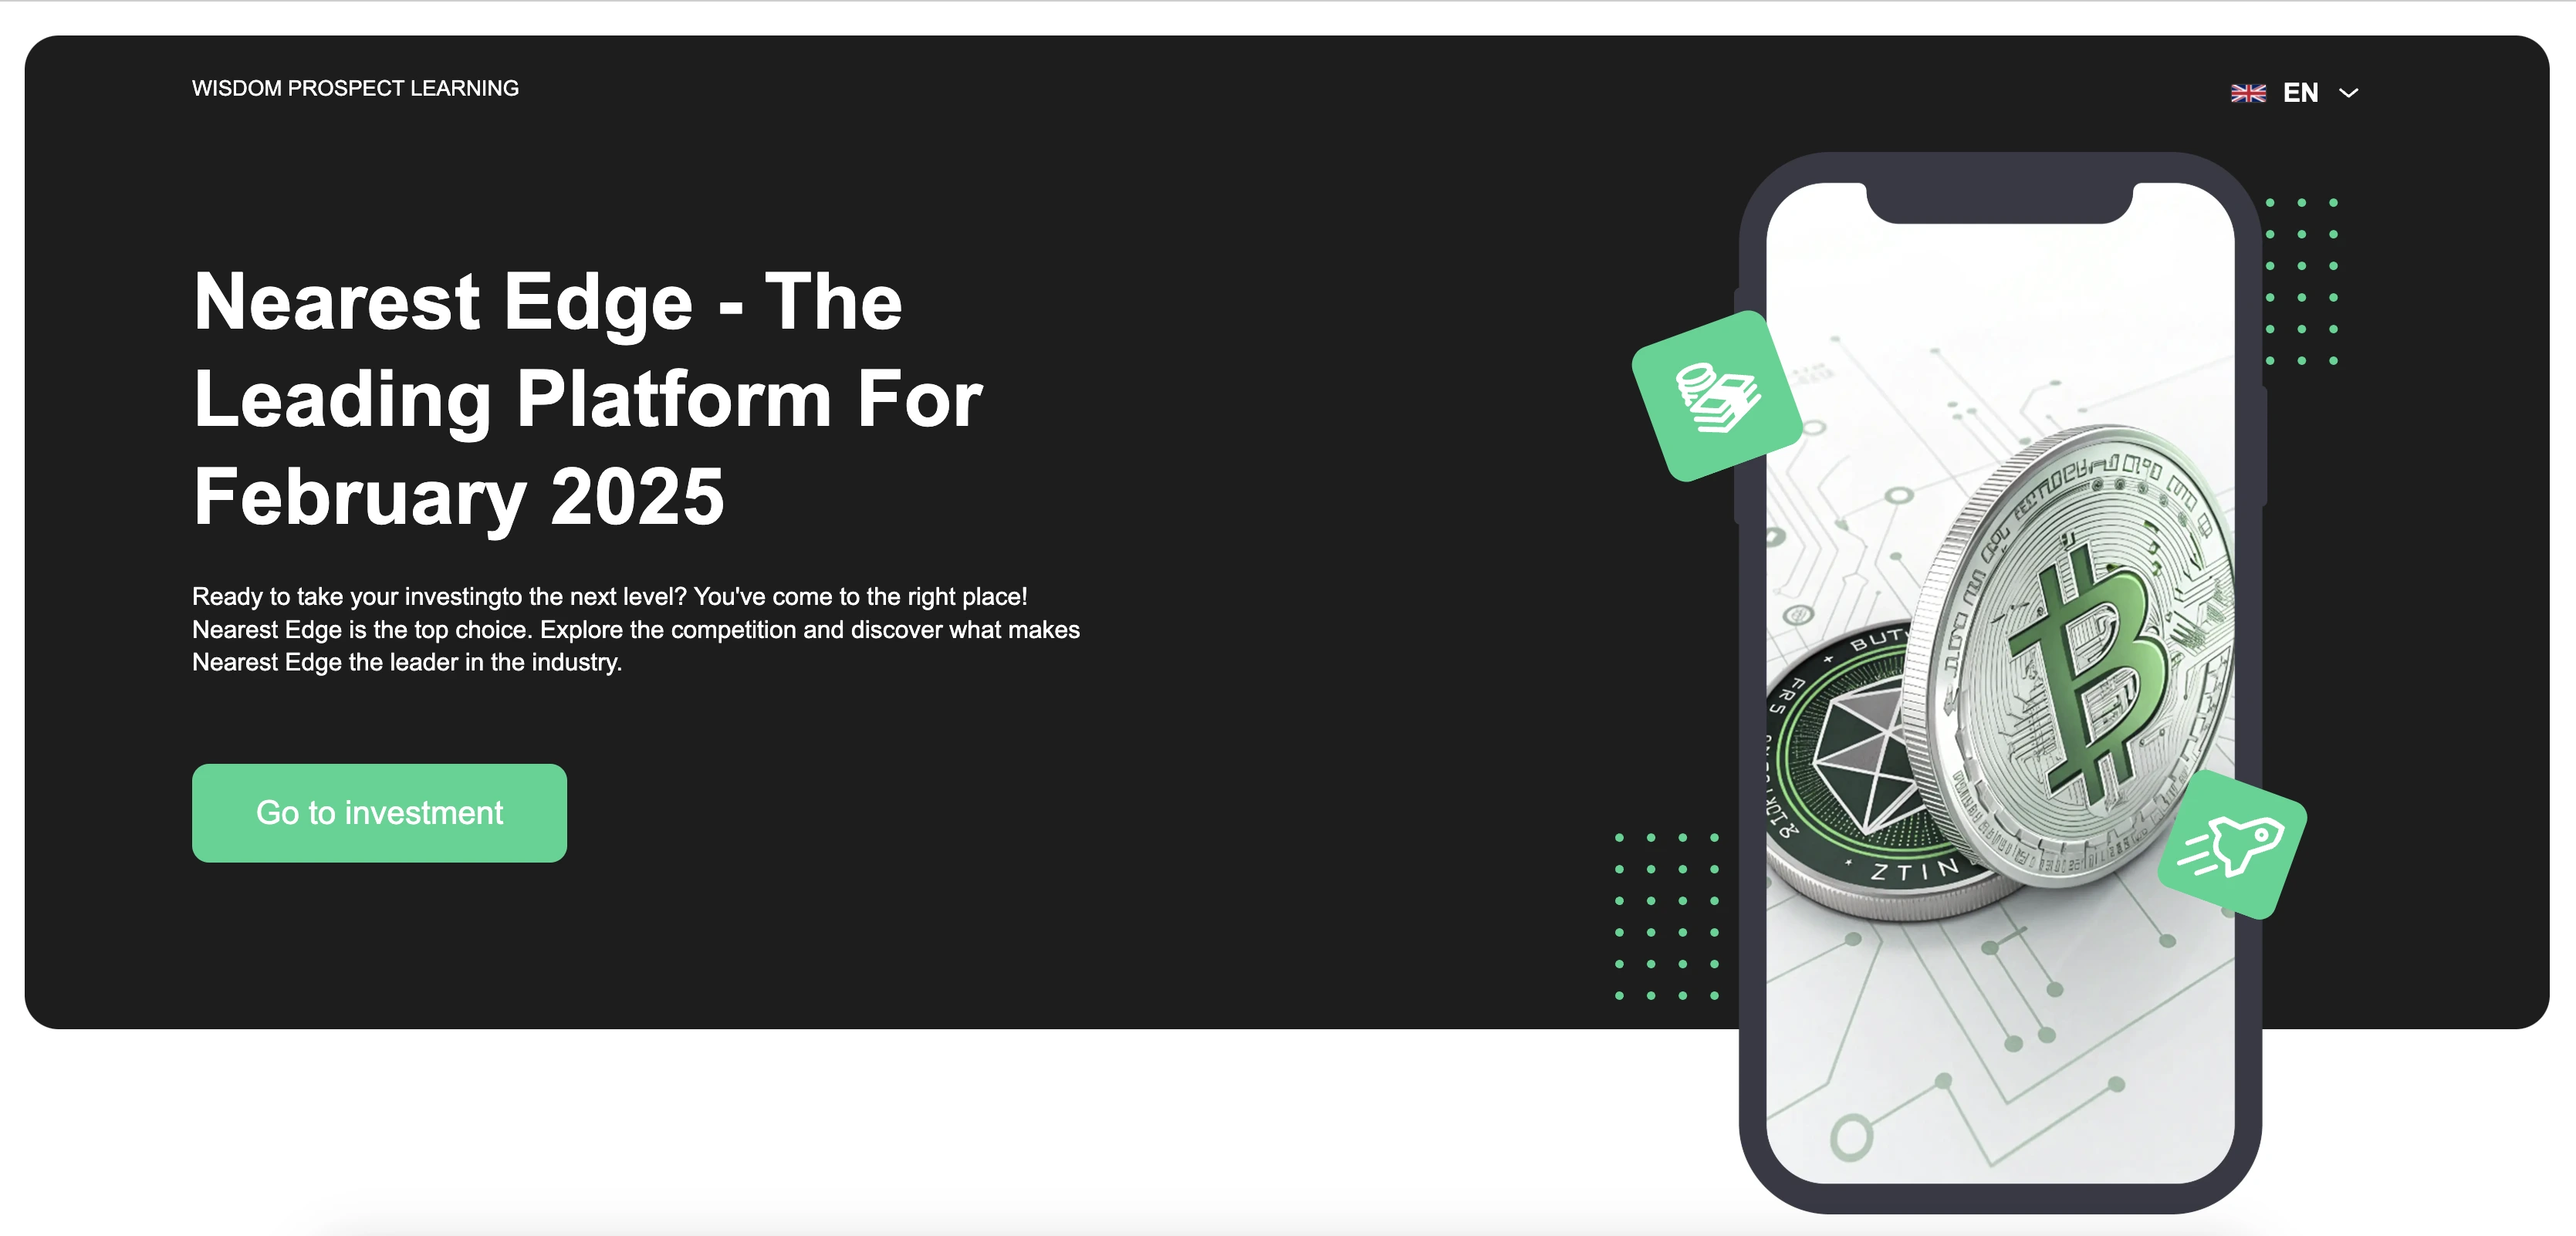 WISDOM PROSPECT LEARNING
EN
Nearest Edge - The
Leading Platform For
February 2025
Ready to take your investingto the next level? You've come to the right place!
Nearest Edge is the top choice. Explore the competition and discover what makes
Nearest Edge the leader in the industry.
Go to investment
ZTIN